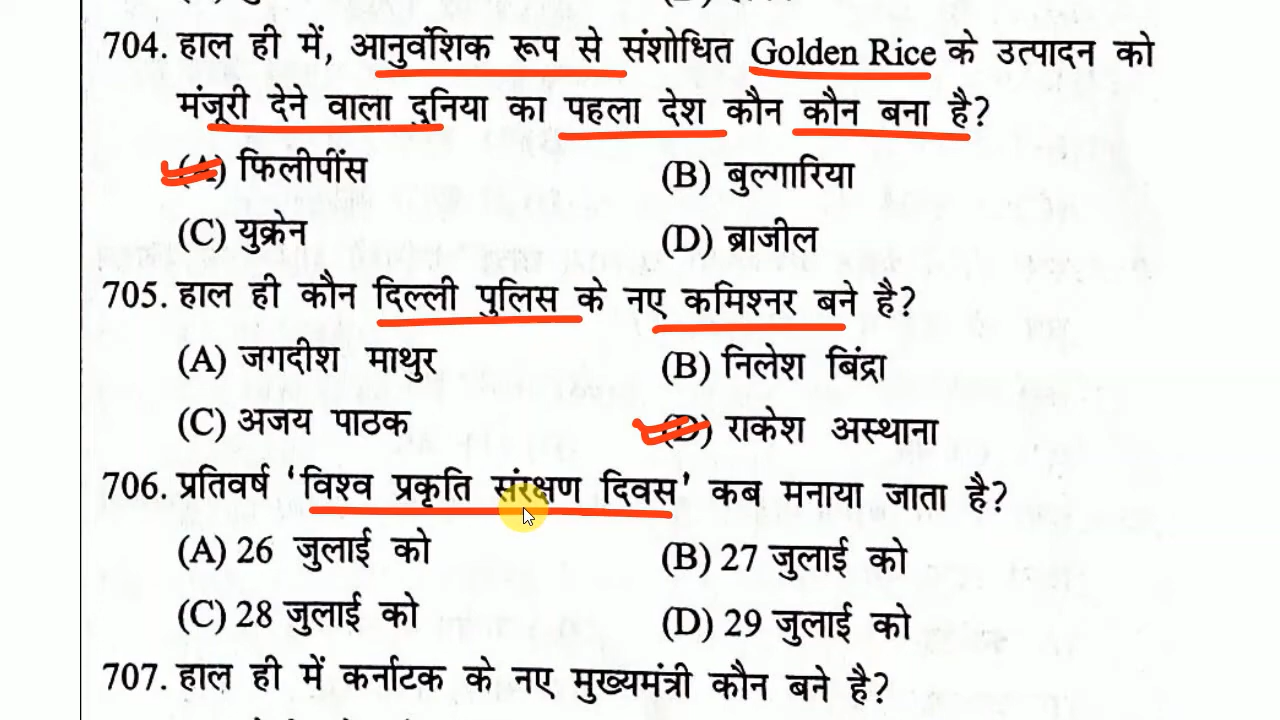 704. हाल ही में, आनुवंशिक रूप से संशोधित Golden Rice के उत्पादन को
मंजूरी देने वाला दुनिया का पहला देश कौन कौन बना है?
(A) फिलीपींस (B) बुल्गारिया
(C) युक्रेन (D) ब्राजील
705. हाल ही कौन दिल्ली पुलिस के नए कमिश्नर बने है?
(A) जगदीश माथुर (B) निलेश बिंद्रा
(C) अजय पाठक (D) राकेश अस्थाना
706. प्रतिवर्ष 'विश्व प्रकृति संरक्षण दिवस' कब मनाया जाता है?
(A) 26 जुलाई को (B) 27 जुलाई को
(C) 28 जुलाई को (D) 29 जुलाई को
707. हाल ही में कर्नाटक के नए मुख्यमंत्री कौन बने है?